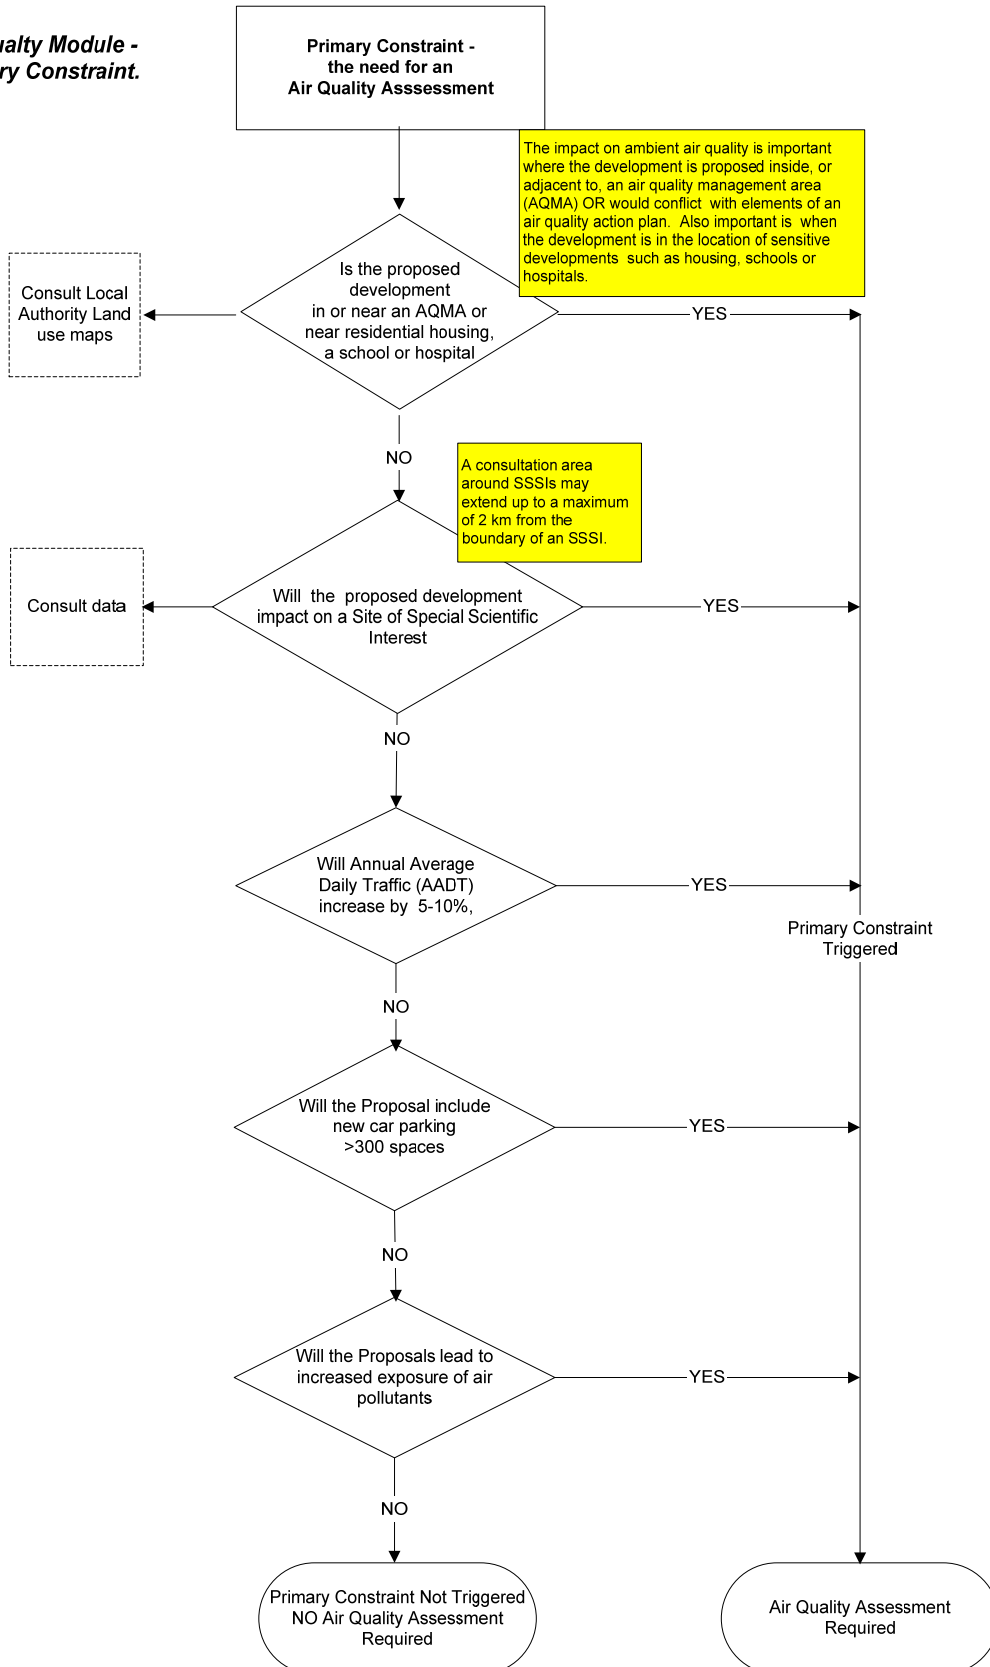 ualty Module -
ry Constraint.
Primary Constraint -
the need for an
Air Quality Asssessment
The impact on ambient air quality is important
where the development is proposed inside, or
adjacent to, an air quality management area
(AQMA) OR would conflict with elements of an
air quality action plan. Also important is when
the development is in the location of sensitive
developments such as housing, schools or
hospitals.
Is the proposed
development
in or near an AQMA or
near residential housing,
a school or hospital
Consult Local
Authority Land
use maps
YES
NO
A consultation area
around SSSIs may
extend up to a maximum
of 2 km from the
boundary of an SSSI.
Will the proposed development
impact on a Site of Special Scientific
Interest
Consult data
YES
NO
Will Annual Average
Daily Traffic (AADT)
increase by 5-10%,
YES
Primary Constraint
Triggered
NO
Will the Proposal include
new car parking
>300 spaces
YES
NO
Will the Proposals lead to
increased exposure of air
pollutants
YES
NO
Primary Constraint Not Triggered
NO Air Quality Assessment
Required
Air Quality Assessment
Required